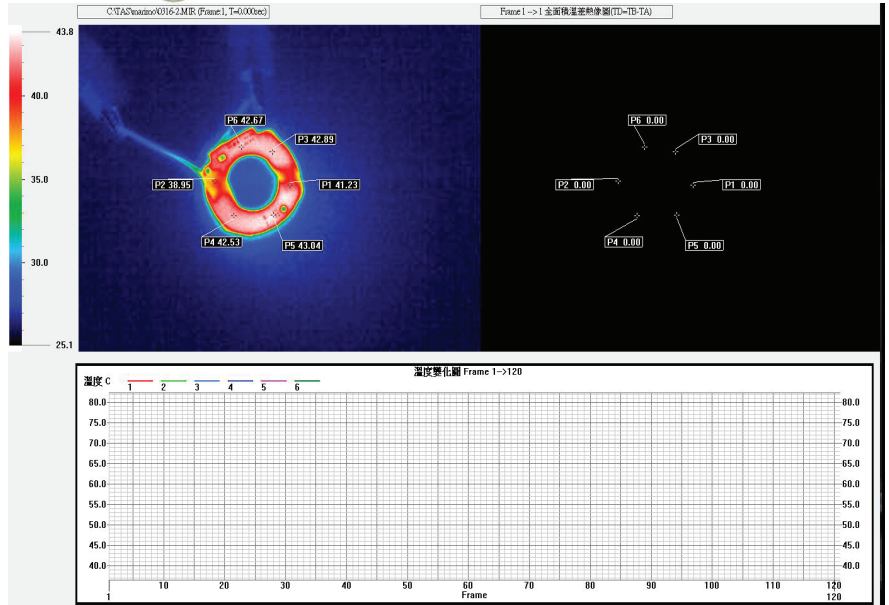 C:\TAS\marimo\0316-2.MIR (Frame:1, T=0.000sec)
Frame 1 --> 1 全面積溫差熱像圖(TD=TB-TA)
43.8
40.0
35.0
30.0
25.1
P6 42.67
P3 42.89
P2 38.95
P1 41.23
P4 42.53
P5 43.04
P6 0.00
P3 0.00
P2 0.00
P1 0.00
P4 0.00
P5 0.00
溫度變化圖 Frame 1->120
溫度 C
1 2 3 4 5 6
80.0 80.0
75.0 75.0
70.0 70.0
65.0 65.0
60.0 60.0
55.0 55.0
50.0 50.0
45.0 45.0
40.0 40.0
10 20 30 40 50 60 70 80 90 100 110 120
1 Frame 120